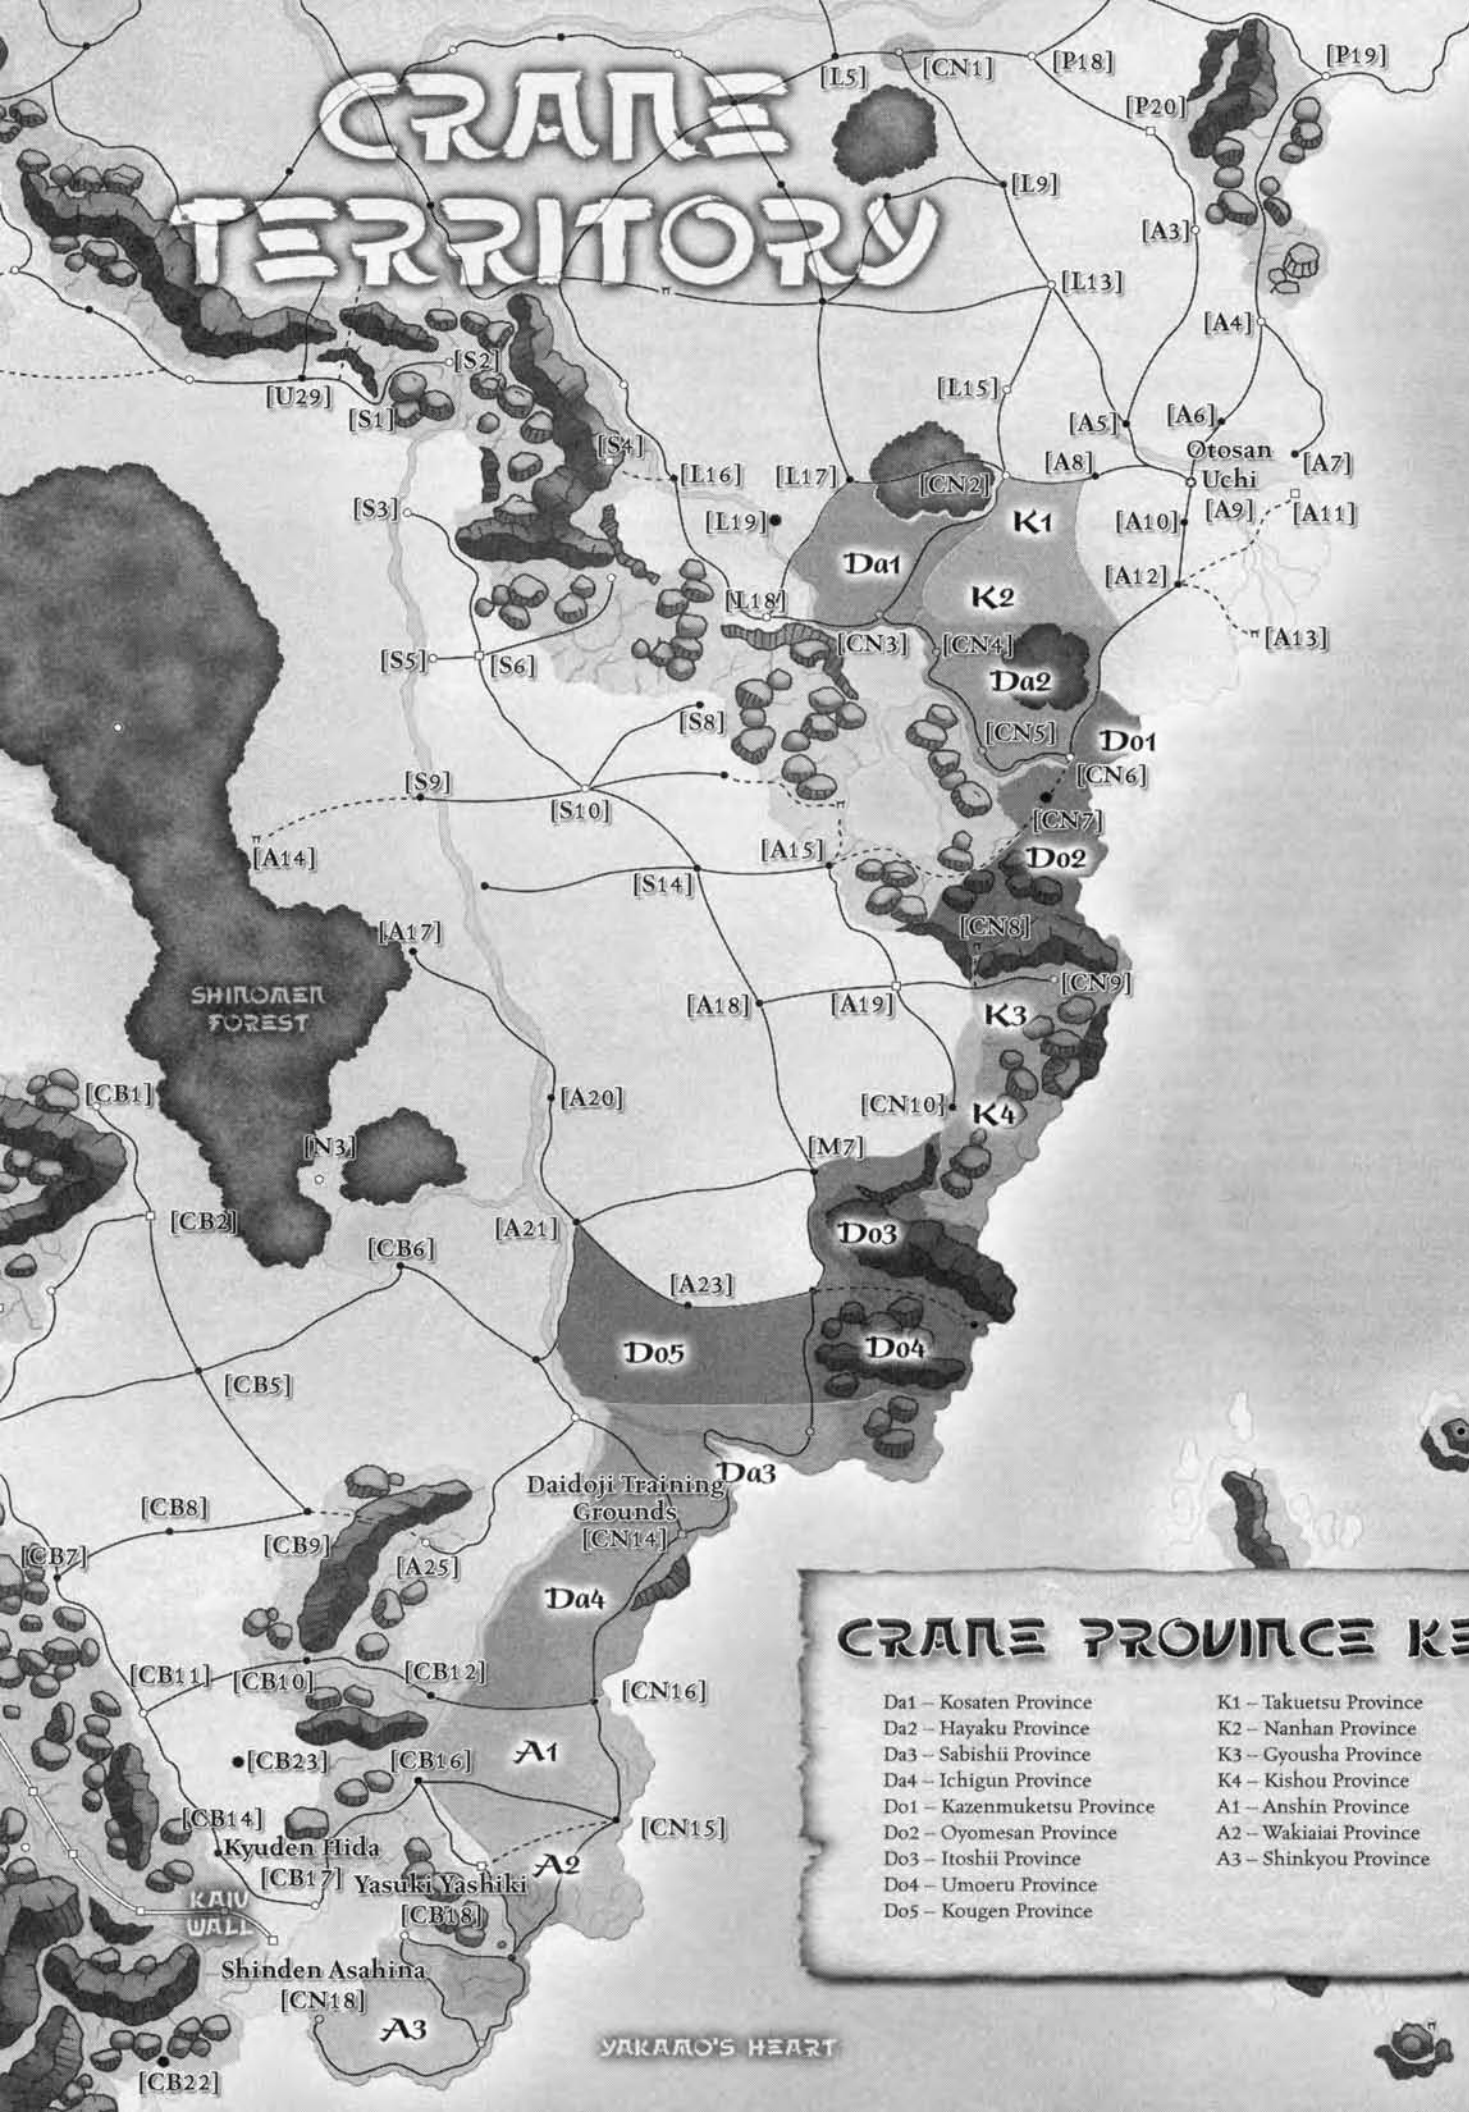 CRANE
TERRITORY
[L5]
[CN1]
[P18]
[P19]
[P20]
[L9]
[A3]
[L13]
[A4]
[S2]
[U29]
[S1]
[L15]
[A5]
[A6]
[S4]
[L16]
[L17]
[CN2]
[A8]
Otosan
Uchi
[A7]
[S3]
[L19]
K1
[A10]
[A9]
[A11]
Da1
[A12]
K2
[L18]
[CN3]
[CN4]
[A13]
[S5]
[S6]
Da2
[S8]
[CN5]
Do1
[CN6]
[S9]
[S10]
[CN7]
[A14]
[A15]
Do2
[S14]
[A17]
[CN8]
SHINOMEN
FOREST
[A18]
[A19]
[CN9]
K3
[CB1]
[A20]
[CN10]
K4
[N3]
[M7]
[CB2]
[A21]
Do3
[CB6]
[A23]
Do5
Do4
[CB5]
Daidoji Training
Grounds
[CN14]
Da3
[CB8]
[CB9]
[CB7]
[A25]
Da4
[CB11]
[CB10]
[CB12]
[CN16]
[CB23]
[CB16]
A1
[CB14]
[CN15]
Kyuden Hida
[CB17]
Yasuki Yashiki
[CB18]
A2
KAIU
WALL
Shinden Asahina
[CN18]
A3
[CB22]
YAKAMO'S HEART
CRANE PROVINCE KE
Da1 – Kosaten Province
Da2 – Hayaku Province
Da3 – Sabishii Province
Da4 – Ichigun Province
Do1 – Kazenmuketsu Province
Do2 – Oyomesan Province
Do3 – Itoshii Province
Do4 – Umoeru Province
Do5 – Kougen Province
K1 – Takuetsu Province
K2 – Nanhan Province
K3 – Gyousha Province
K4 – Kishou Province
A1 – Anshin Province
A2 – Wakiaiai Province
A3 – Shinkyou Province